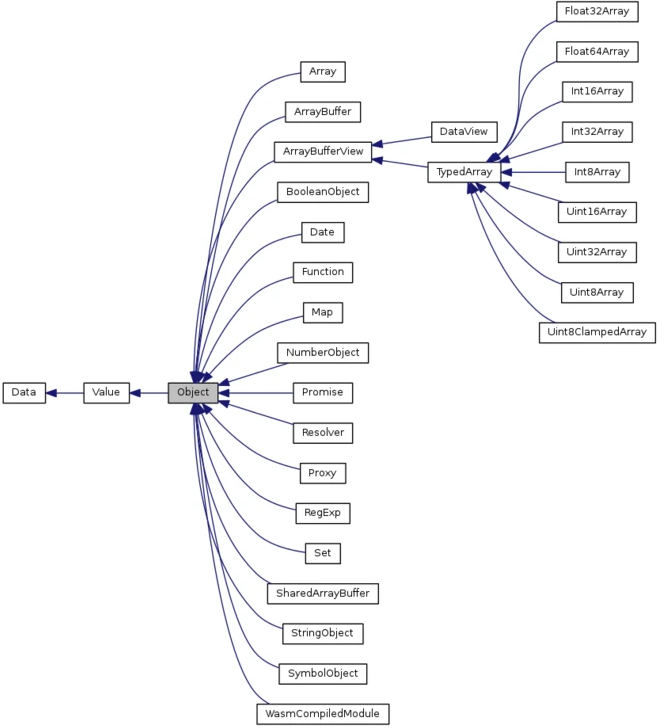 Float32Array
Float64Array
Array
Int16Array
ArrayBuffer
DataView
Int32Array
ArrayBufferView
TypedArray
Int8Array
BooleanObject
Uint16Array
Date
Uint32Array
Function
Uint8Array
Map
Uint8ClampedArray
NumberObject
Data
Value
Object
Promise
Resolver
Proxy
RegExp
Set
SharedArrayBuffer
StringObject
SymbolObject
WasmCompiledModule